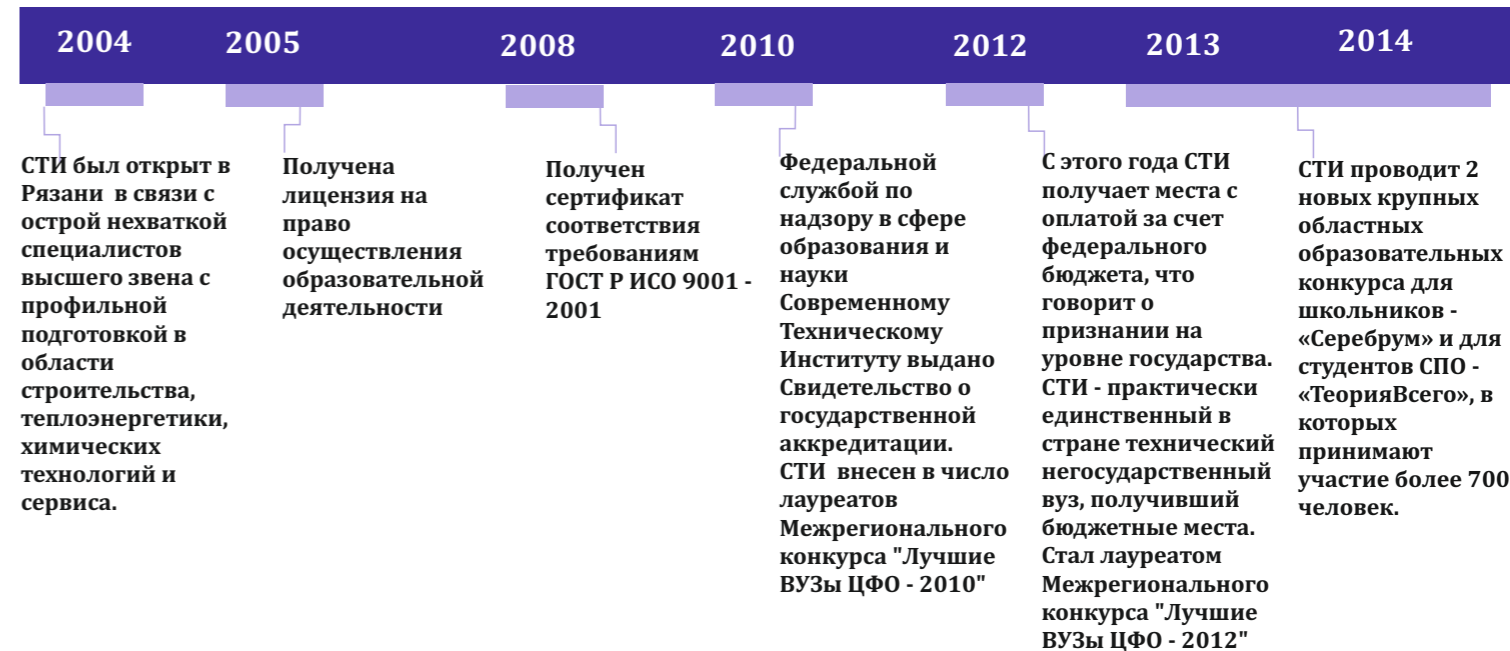 2004
2005
2008
2010
2012
2013
2014
СТИ был открыт в
Рязани в связи с
острой нехваткой
специалистов
высшего звена с
профильной
подготовкой в
области
строительства,
теплоэнергетики,
химических
технологий и
сервиса.
Получена
лицензия на
право
осуществления
образовательной
деятельности
Получен
сертификат
соответствия
требованиям
ГОСТ Р ИСО 9001 -
2001
Федеральной
службой по
надзору в сфере
образования и
науки
Современному
Техническому
Институту выдано
Свидетельство о
государственной
аккредитации.
СТИ внесен в число
лауреатов
Межрегионального
конкурса "Лучшие
ВУЗы ЦФО - 2010"
С этого года СТИ
получает места с
оплатой за счет
федерального
бюджета, что
говорит о
признании на
уровне государства.
СТИ - практически
единственный в
стране технический
негосударственный
вуз, получивший
бюджетные места.
Стал лауреатом
Межрегионального
конкурса "Лучшие
ВУЗы ЦФО - 2012"
СТИ проводит 2
новых крупных
областных
образовательных
конкурса для
школьников -
«Серебрум» и для
студентов СПО -
«ТеорияВсего», в
которых
принимают
участие более 700
человек.